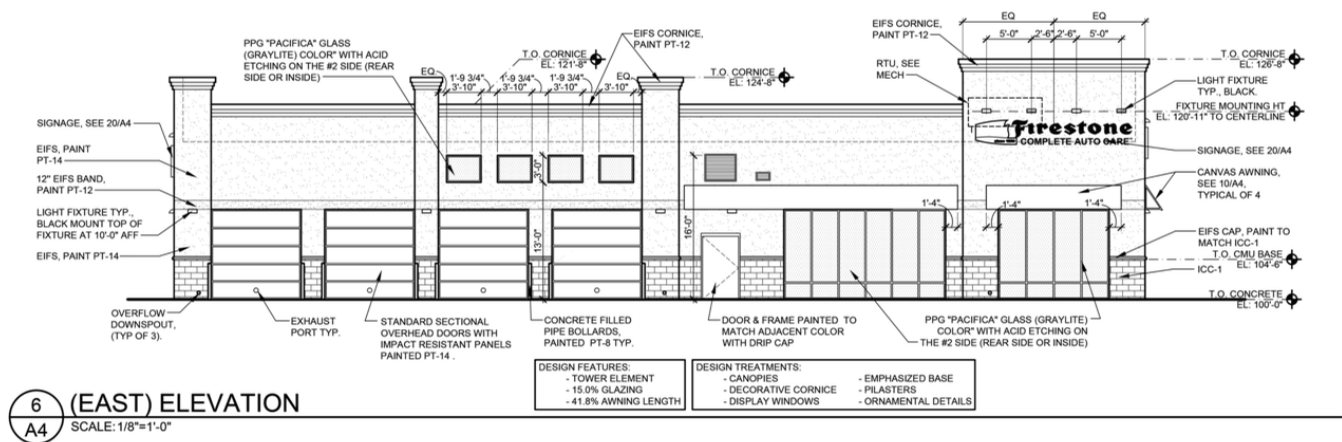 PPG "PACIFICA" GLASS
(GRAYLITE) COLOR" WITH ACID
ETCHING ON THE #2 SIDE (REAR
SIDE OR INSIDE)
T.O. CORNICE
EL: 121'-8"
EIFS CORNICE,
PAINT PT-12
EQ
1'-9 3/4" 1'-9 3/4" 1'-9 3/4"
EQ
3'-10" 3'-10" 3'-10" 3'-10"
T.O. CORNICE
EL: 124'-8"
EIFS CORNICE,
PAINT PT-12
EQ EQ
5'-0" 2'-6" 2'-6" 5'-0"
RTU, SEE
MECH
T.O. CORNICE
EL: 126'-8"
LIGHT FIXTURE
TYP., BLACK.
FIXTURE MOUNTING HT
EL: 120'-11" TO CENTERLINE
Firestone
COMPLETE AUTO CARE
SIGNAGE, SEE 20/A4
CANVAS AWNING,
SEE 10/A4,
TYPICAL OF 4
SIGNAGE, SEE 20/A4
EIFS, PAINT
PT-14
12" EIFS BAND,
PAINT PT-12
LIGHT FIXTURE TYP.,
BLACK MOUNT TOP OF
FIXTURE AT 10'-0" AFF
EIFS, PAINT PT-14
3'-0"
13'-0"
16'-0"
1'-4" 1'-4" 1'-4"
EIFS CAP, PAINT TO
MATCH ICC-1
T.O. CMU BASE
EL: 104'-6"
ICC-1
T.O. CONCRETE
EL: 100'-0"
OVERFLOW
DOWNSPOUT,
(TYP OF 3).
EXHAUST
PORT TYP.
STANDARD SECTIONAL
OVERHEAD DOORS WITH
IMPACT RESISTANT PANELS
PAINTED PT-14 .
CONCRETE FILLED
PIPE BOLLARDS,
PAINTED PT-8 TYP.
DOOR & FRAME PAINTED TO
MATCH ADJACENT COLOR
WITH DRIP CAP
PPG "PACIFICA" GLASS (GRAYLITE)
COLOR" WITH ACID ETCHING ON
THE #2 SIDE (REAR SIDE OR INSIDE)
DESIGN FEATURES:
- TOWER ELEMENT
- 15.0% GLAZING
- 41.8% AWNING LENGTH
DESIGN TREATMENTS:
- CANOPIES
- DECORATIVE CORNICE
- DISPLAY WINDOWS
- EMPHASIZED BASE
- PILASTERS
- ORNAMENTAL DETAILS
6
A4
(EAST) ELEVATION
SCALE: 1/8"=1'-0"